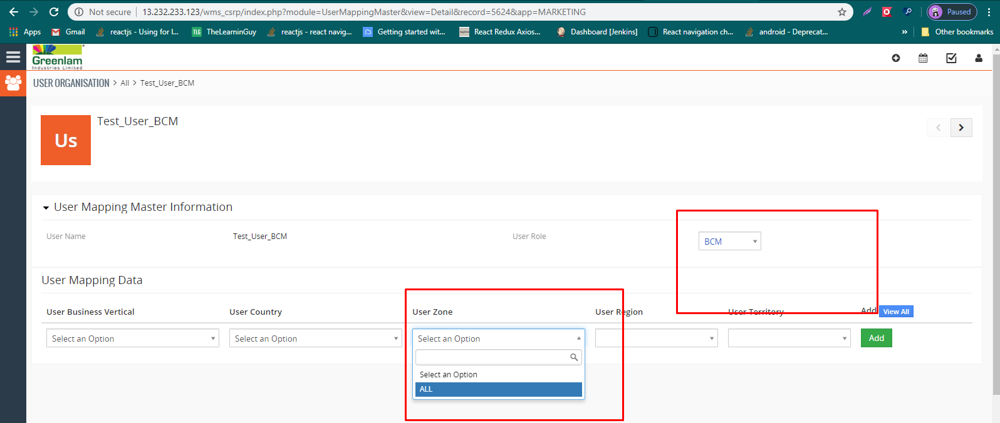 Not secure | 13.232.233.123/wms_csrp/index.php?module=UserMappingMaster&view=Detail&record=5624&app=MARKETING
Paused
Apps Gmail reactjs - Using for l... TLG TheLearningGuy reactjs - react navig... Getting started wit... React Redux Axios... Dashboard [Jenkins] React navigation ch... android - Deprecat... » Other bookmarks
Greenlam
Industries Limited
USER ORGANISATION > All > Test_User_BCM
Us
Test_User_BCM
User Mapping Master Information
User Name Test_User_BCM User Role BCM
User Mapping Data
User Business Vertical User Country User Zone User Region User Territory Add View All
Select an Option Select an Option Select an Option Add
Select an Option
ALL